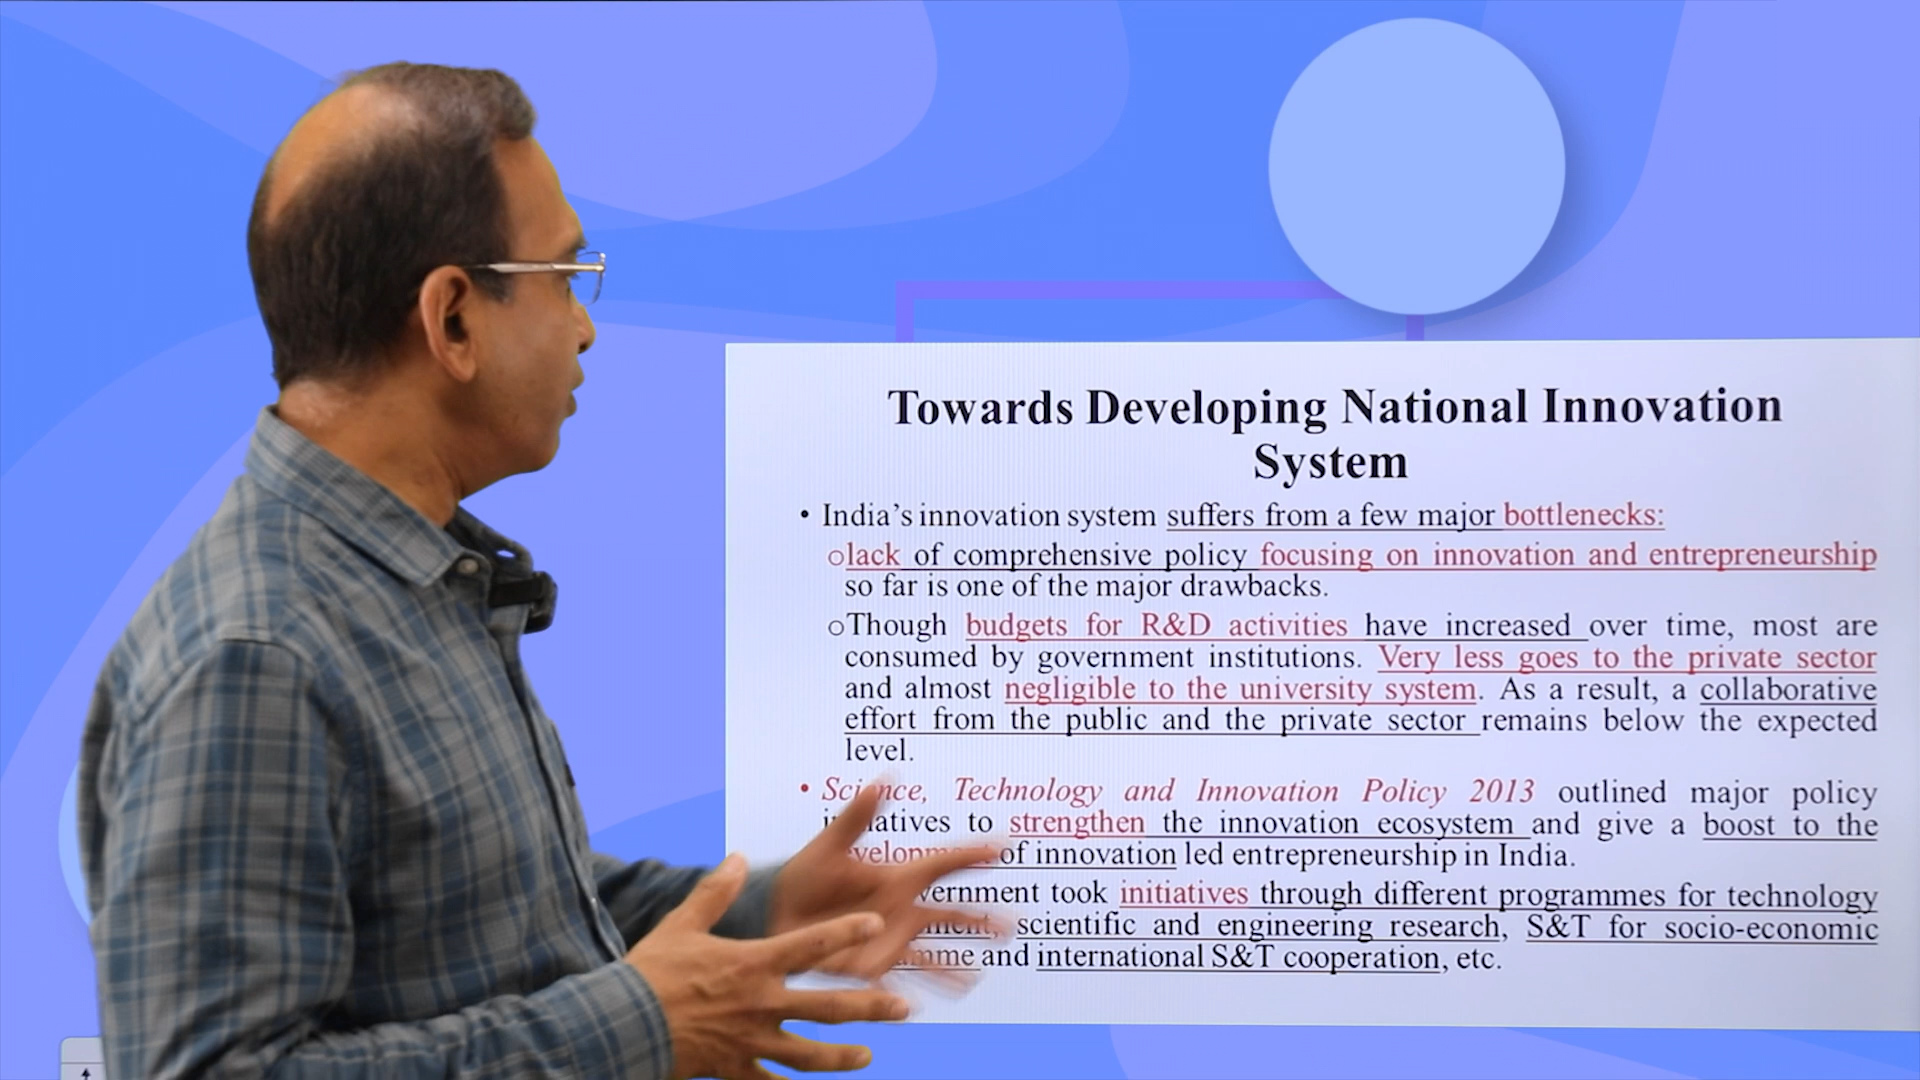 Towards Developing National Innovation
System
• India's innovation system suffers from a few major bottlenecks:
olack of comprehensive policy focusing on innovation and entrepreneurship
so far is one of the major drawbacks.
oThough budgets for R&D activities have increased over time, most are
consumed by government institutions. Very less goes to the private sector
and almost negligible to the university system. As a result, a collaborative
effort from the public and the private sector remains below the expected
level.
• Science, Technology and Innovation Policy 2013 outlined major policy
to strengthen the innovation ecosystem and give a boost to the
of innovation led entrepreneurship in India.
took initiatives through different programmes for technology
scientific and engineering research, S&T for socio-economic
and international S&T cooperation, etc.